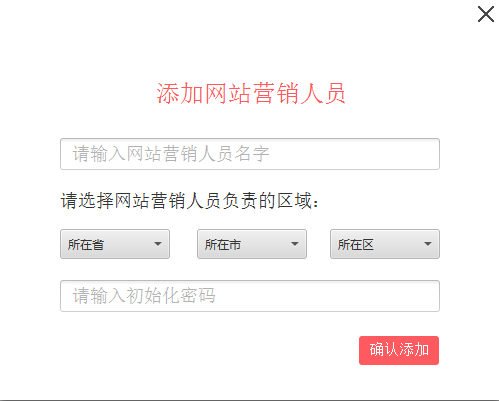 添加网站营销人员
请输入网站营销人员名字
请选择网站营销人员负责的区域：
所在省 所在市 所在区
请输入初始化密码
确认添加